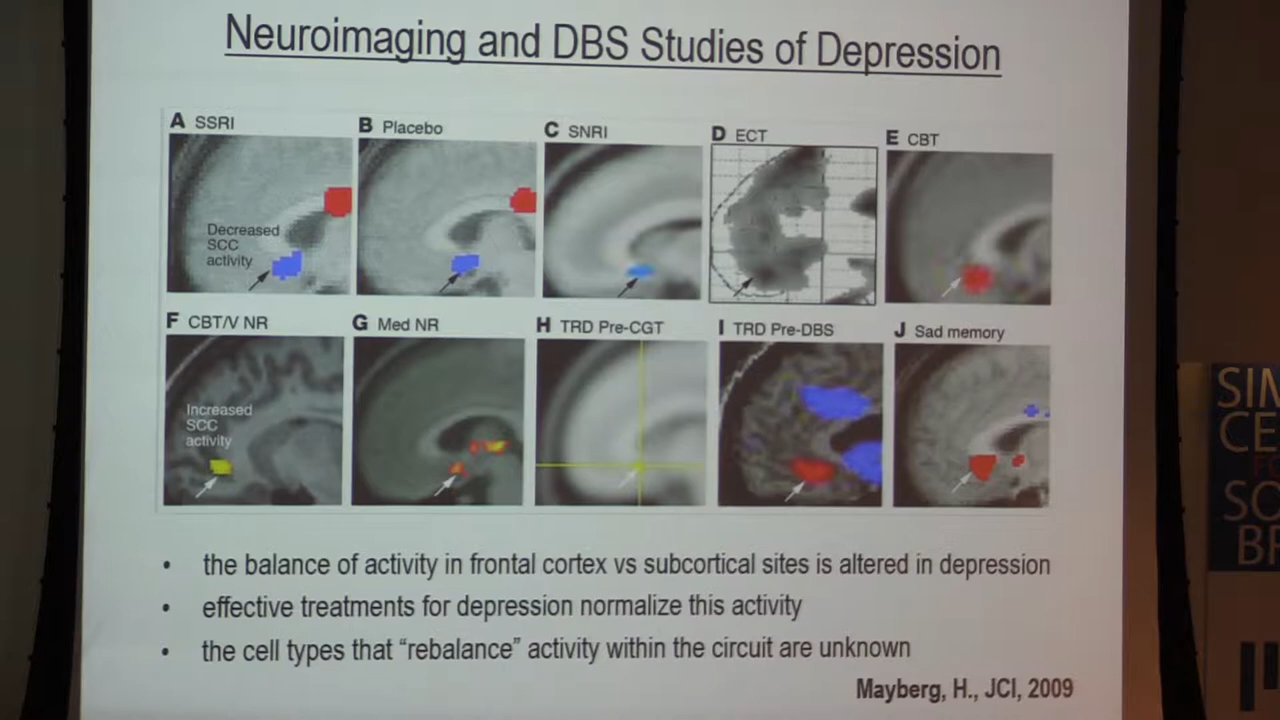 Neuroimaging and DBS Studies of Depression
A SSRI
B Placebo
C SNRI
D ECT
E CBT
Decreased
SCC
activity
F CBT/V NR
G Med NR
H TRD Pre-CGT
I TRD Pre-DBS
J Sad memory
Increased
SCC
activity
• the balance of activity in frontal cortex vs subcortical sites is altered in depression
• effective treatments for depression normalize this activity
• the cell types that “rebalance” activity within the circuit are unknown
Mayberg, H., JCI, 2009